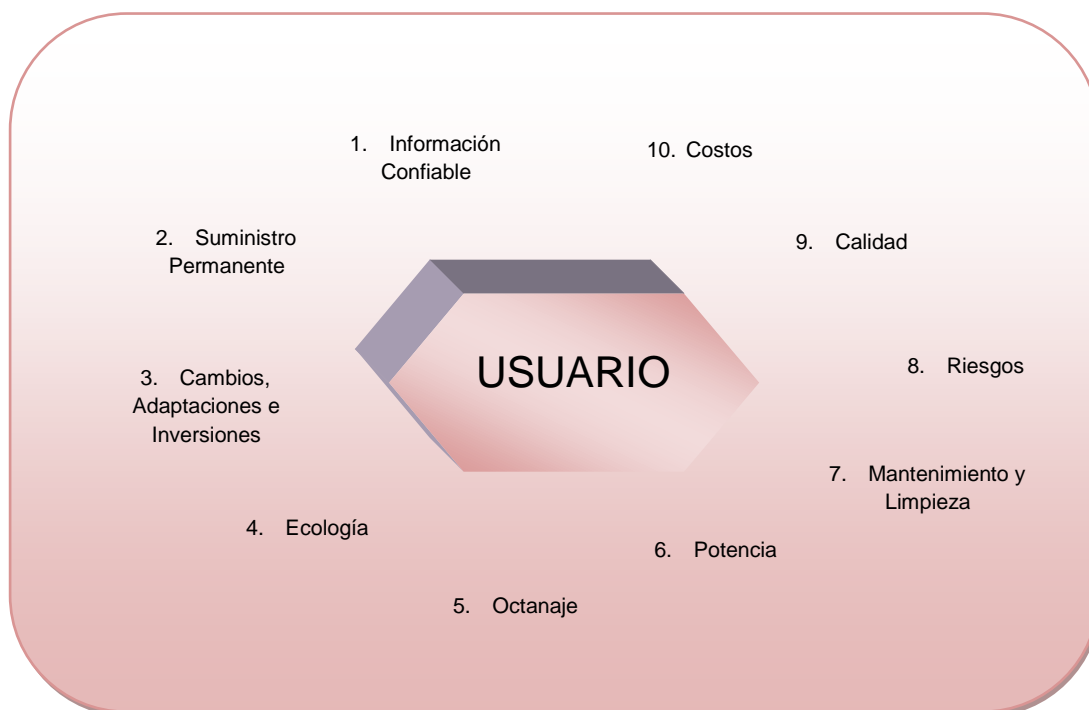 1. Información
Confiable
10. Costos
2. Suministro
Permanente
9. Calidad
USUARIO
3. Cambios,
Adaptaciones e
Inversiones
8. Riesgos
7. Mantenimiento y
Limpieza
4. Ecología
6. Potencia
5. Octanaje